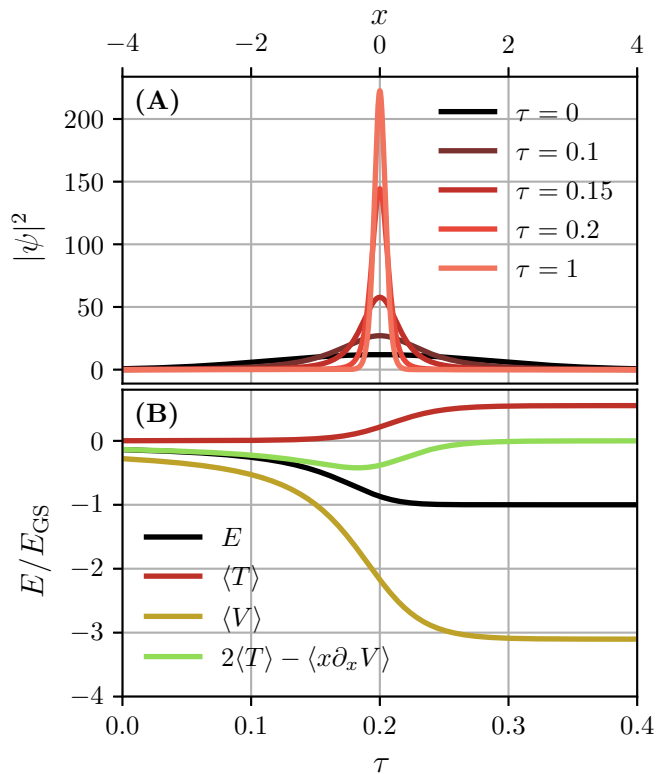 x
−4 −2 0 2 4
(A)
200
150
100
50
0
|ψ|²
τ = 0
τ = 0.1
τ = 0.15
τ = 0.2
τ = 1
(B)
0
−1
−2
−3
−4
E/E_GS
E
⟨T⟩
⟨V⟩
2⟨T⟩ − ⟨x∂ₓV⟩
0.0 0.1 0.2 0.3 0.4
τ